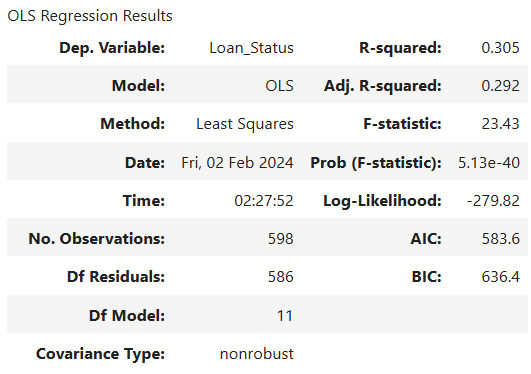 OLS Regression Results
Dep. Variable: Loan_Status R-squared: 0.305
Model: OLS Adj. R-squared: 0.292
Method: Least Squares F-statistic: 23.43
Date: Fri, 02 Feb 2024 Prob (F-statistic): 5.13e-40
Time: 02:27:52 Log-Likelihood: -279.82
No. Observations: 598 AIC: 583.6
Df Residuals: 586 BIC: 636.4
Df Model: 11
Covariance Type: nonrobust